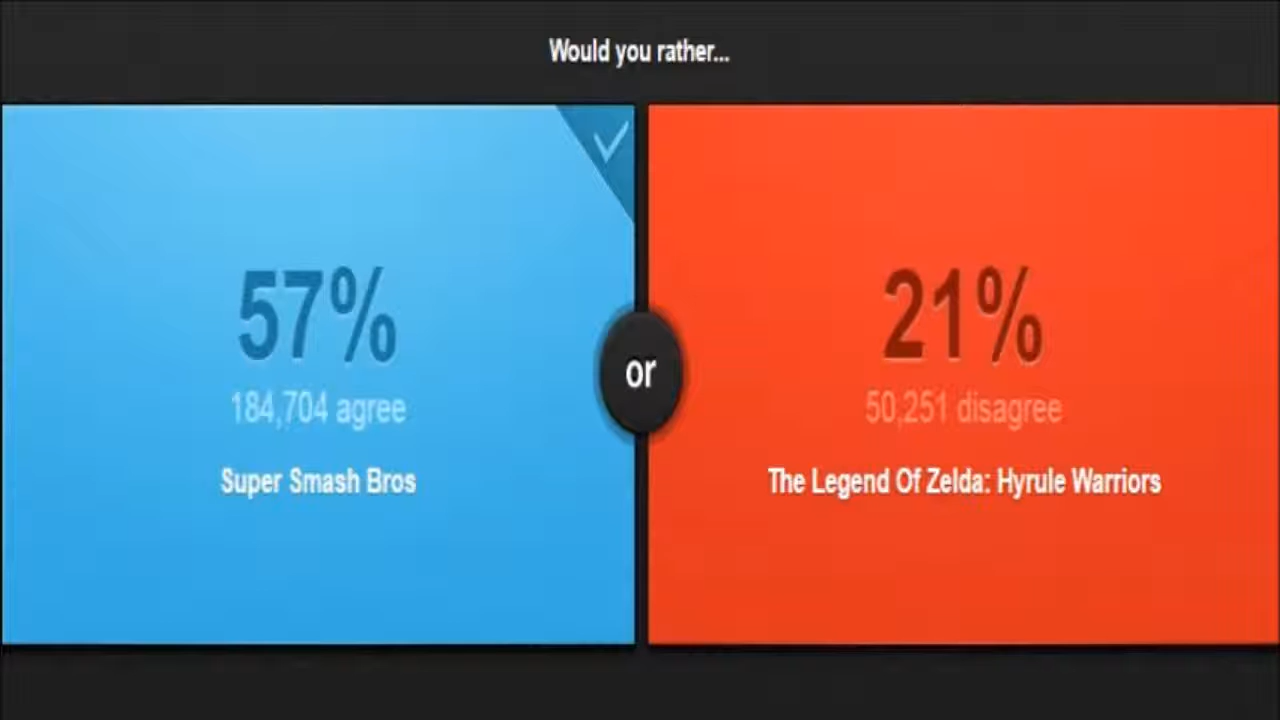 Would you rather...
57%
184,704 agree
Super Smash Bros
or
21%
50,251 disagree
The Legend Of Zelda: Hyrule Warriors